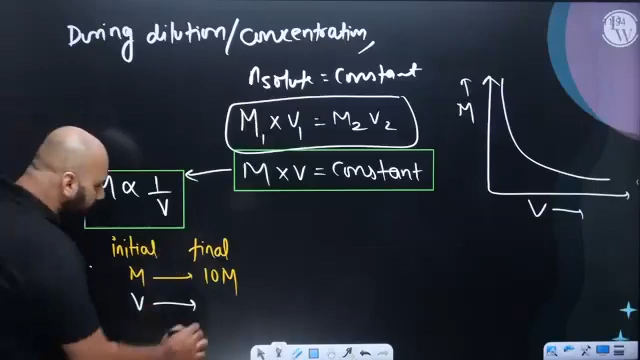 During dilution/concentration,
nsolute = constant
M₁ × V₁ = M₂ V₂
M × V = constant
M ∝ 1/V
initial final
M → 10M
V →
↑ M
V →